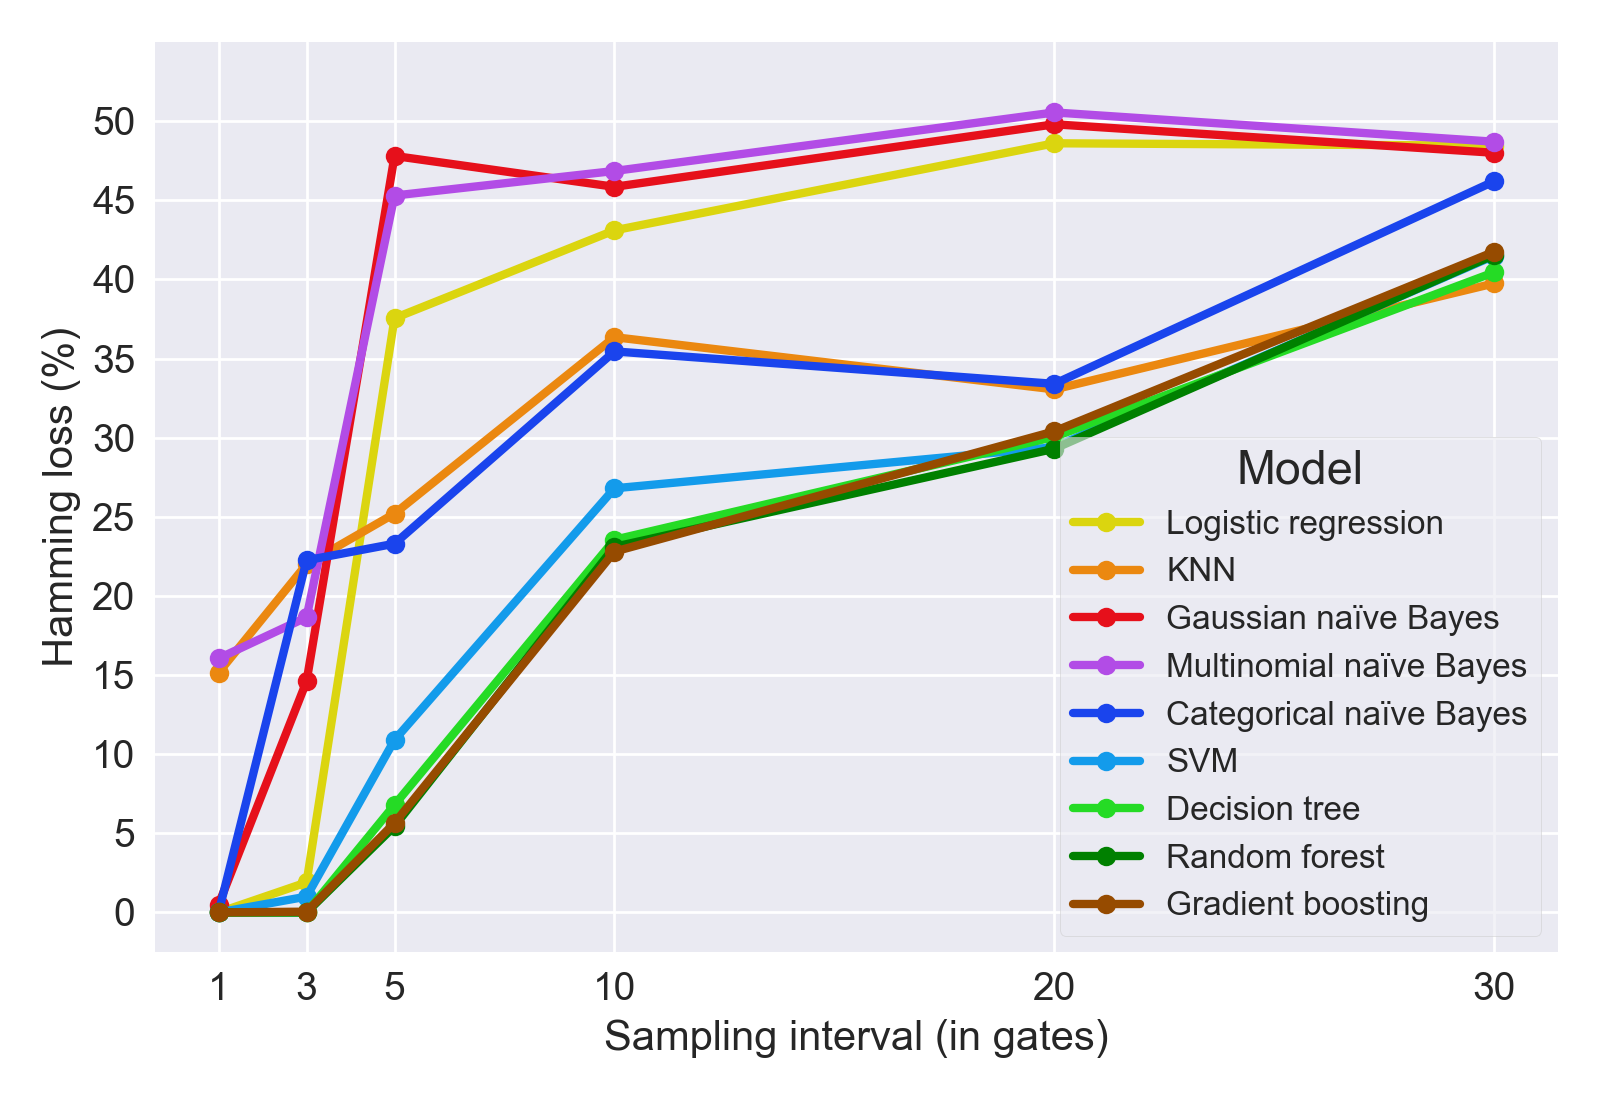 50
45
40
35
30
25
20
15
10
5
0
Hamming loss (%)
1 3 5 10 20 30
Sampling interval (in gates)
Model
Logistic regression
KNN
Gaussian naïve Bayes
Multinomial naïve Bayes
Categorical naïve Bayes
SVM
Decision tree
Random forest
Gradient boosting